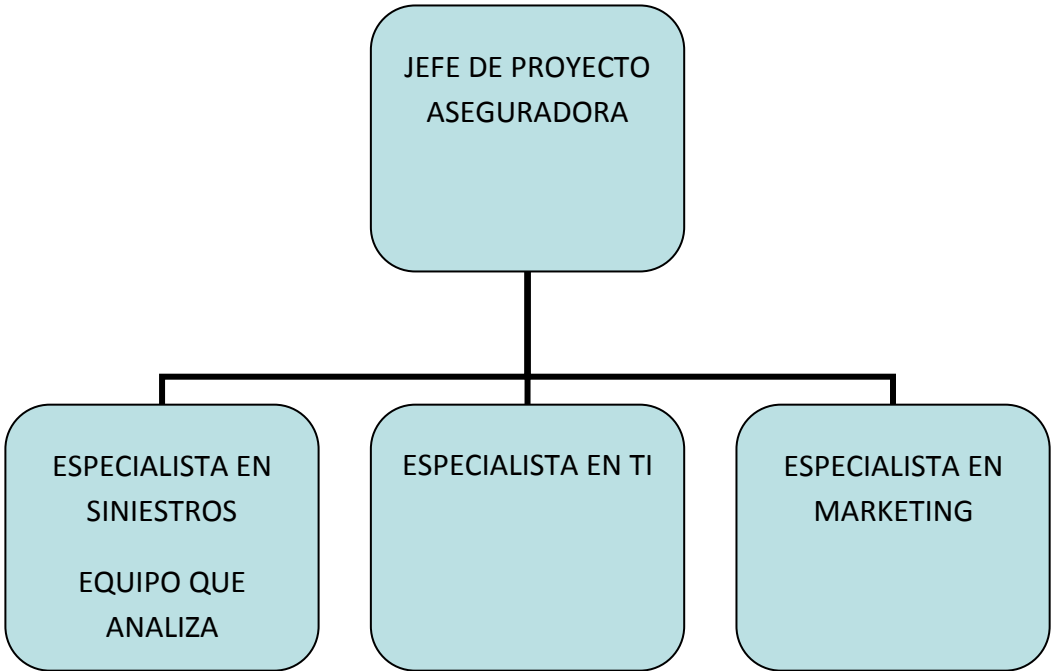 JEFE DE PROYECTO
ASEGURADORA
ESPECIALISTA EN
SINIESTROS
EQUIPO QUE
ANALIZA
ESPECIALISTA EN TI
ESPECIALISTA EN
MARKETING